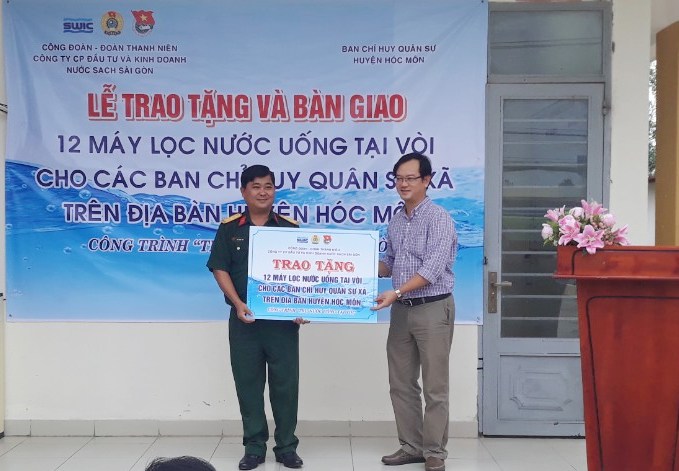 SWIC
CÔNG ĐOÀN - ĐOÀN THANH NIÊN
CÔNG TY CP ĐẦU TƯ VÀ KINH DOANH
NƯỚC SẠCH SÀI GÒN
BAN CHỈ HUY QUÂN SỰ
HUYỆN HÓC MÔN
LỄ TRAO TẶNG VÀ BÀN GIAO
12 MÁY LỌC NƯỚC UỐNG TẠI VÒI
CHO CÁC BAN CHỈ HUY QUÂN SỰ XÃ
TRÊN ĐỊA BÀN HUYỆN HÓC MÔN
-CÔNG TRÌNH
TRAO TẶNG
12 MÁY LỌC NƯỚC UỐNG TẠI VÒI
CHO CÁC BAN CHỈ HUY QUÂN SỰ XÃ
TRÊN ĐỊA BÀN HUYỆN HÓC MÔN